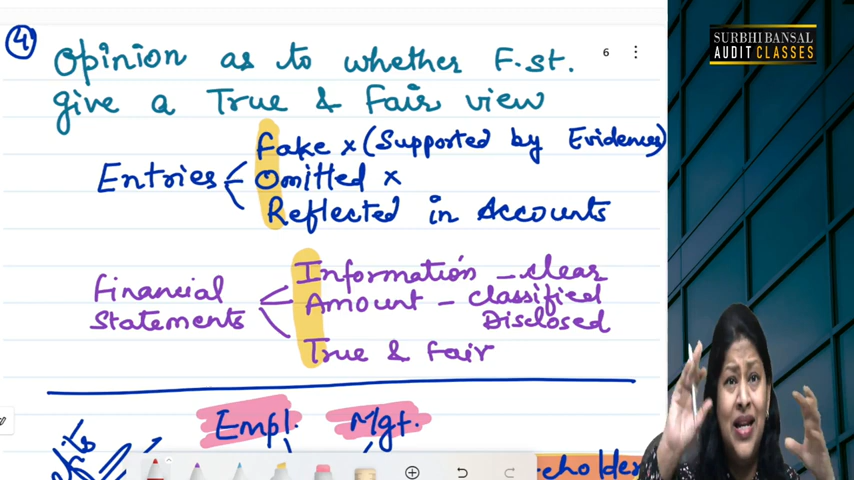 4
Opinion as to whether F.st.
give a True & Fair view
6
SURBHI BANSAL
AUDIT CLASSES
Fake × (Supported by Evidences)
Entries
Omitted ×
Reflected in Accounts
Information - clear
Financial Statements
Amount - classified
Disclosed
True & fair
Empl. Mgt.